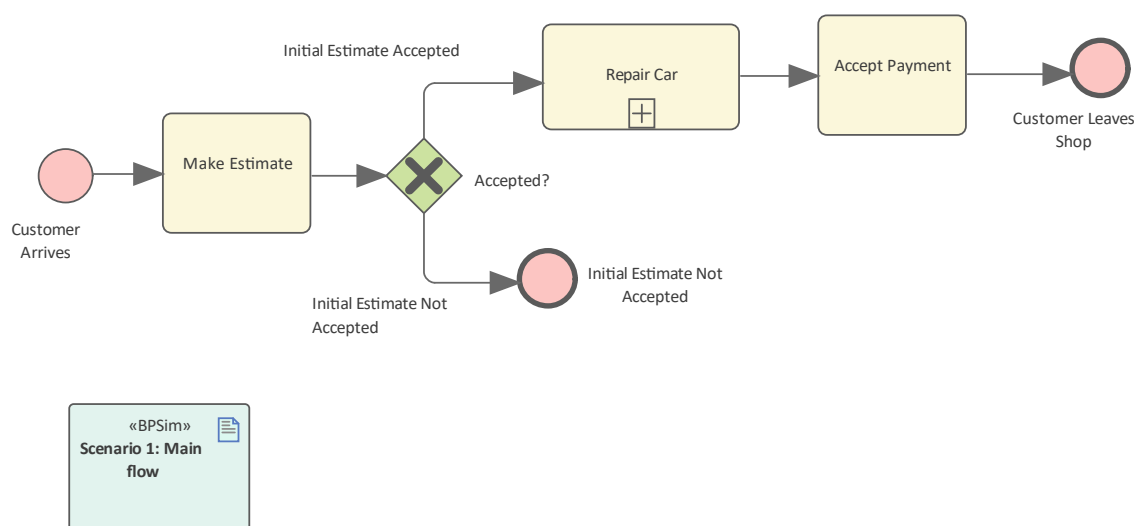 Initial Estimate Accepted
Repair Car
Accept Payment
Customer Leaves
Shop
Make Estimate
Accepted?
Customer
Arrives
Initial Estimate Not
Accepted
Initial Estimate Not
Accepted
«BPSim»
Scenario 1: Main
flow